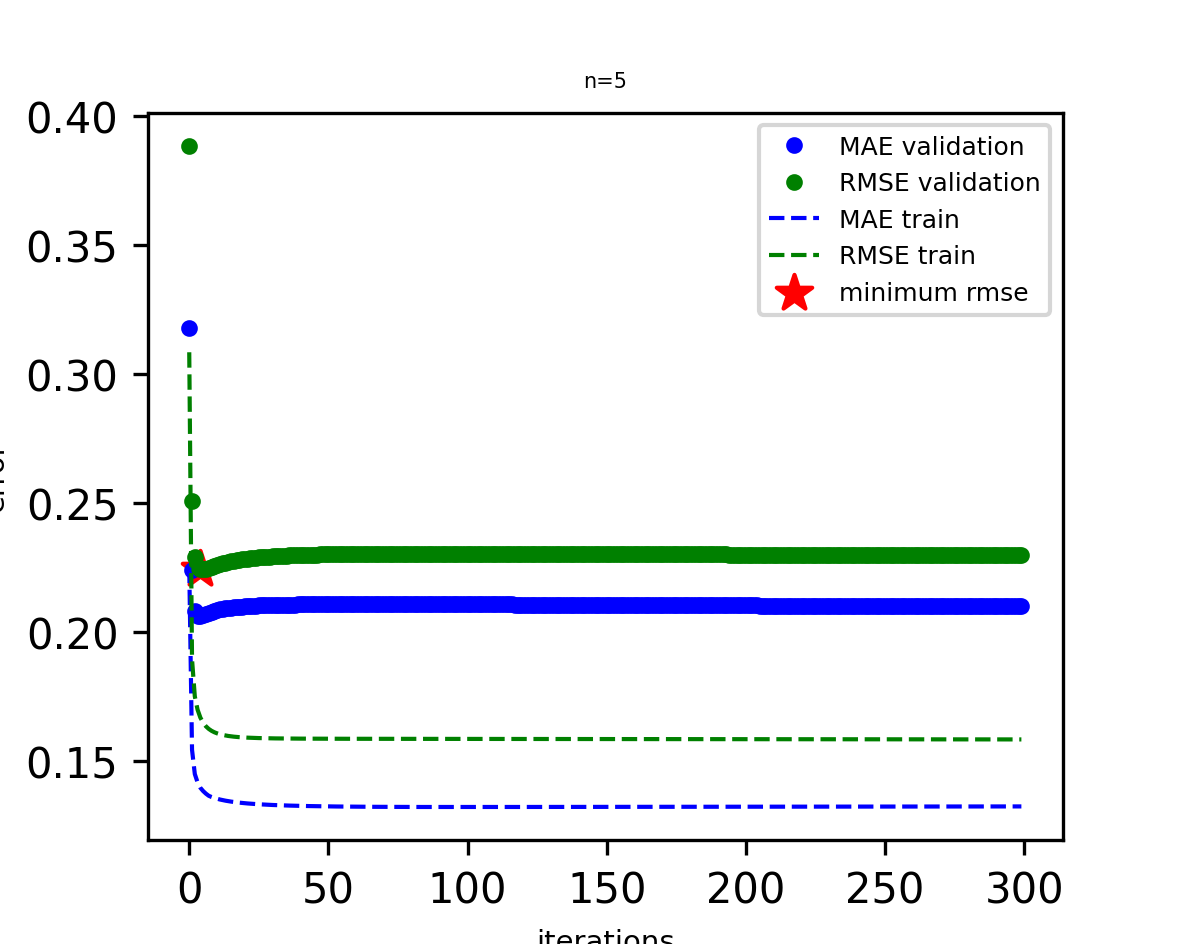 n=5
0.40
0.35
0.30
0.25
0.20
0.15
MAE validation
RMSE validation
MAE train
RMSE train
minimum rmse
0 50 100 150 200 250 300
iterations